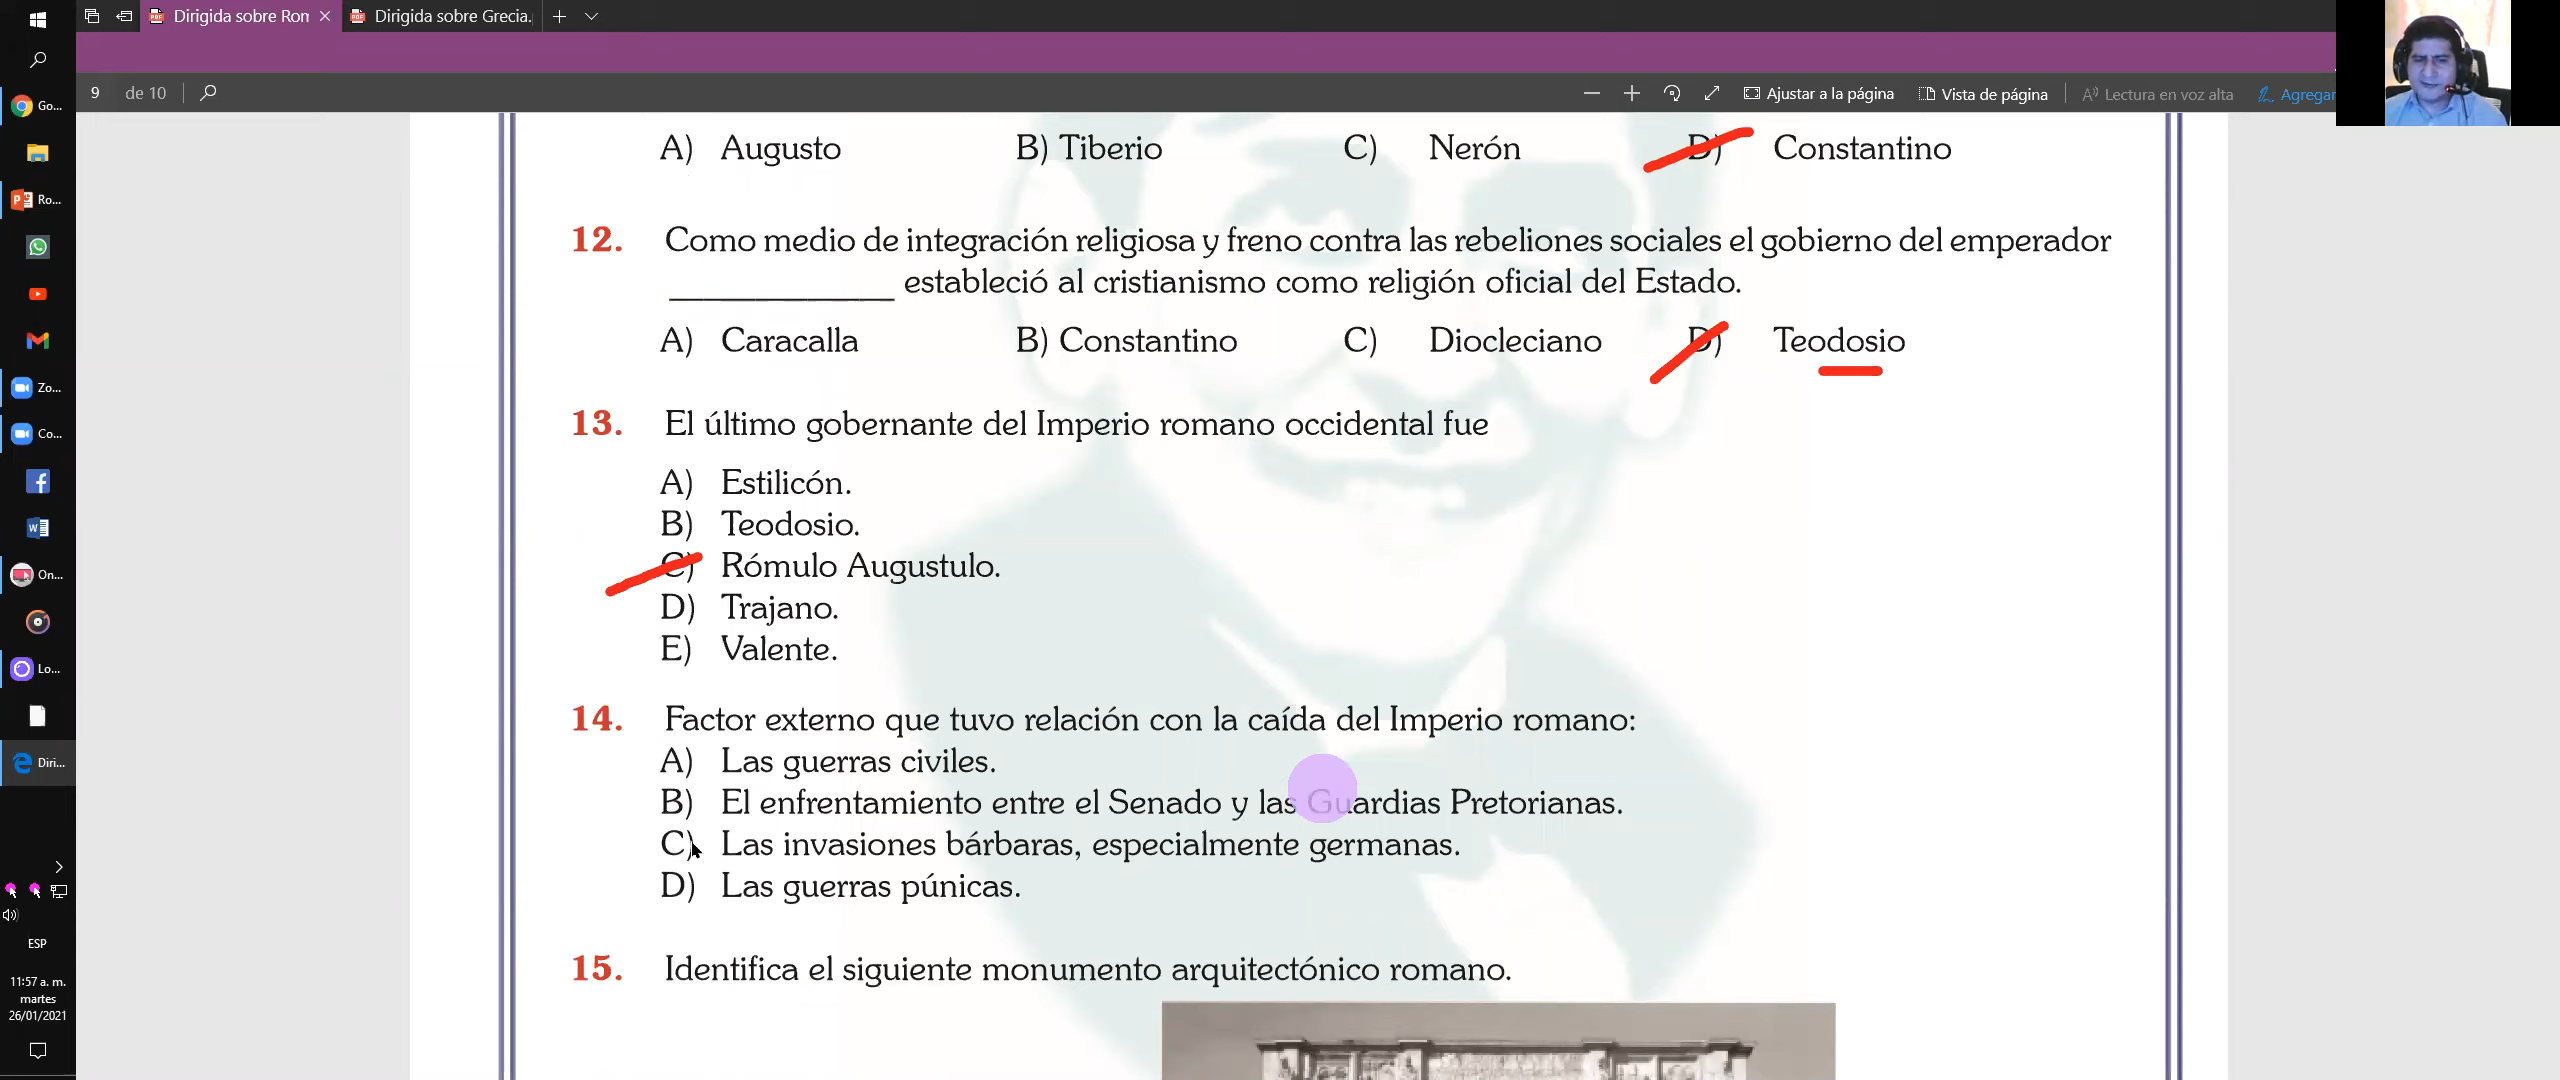 Dirigida sobre Ron
Dirigida sobre Grecia.
9 de 10
Ajustar a la página
Vista de página
Lectura en voz alta
Agregar
Go...
Ro...
Zo...
Co...
On...
Lo...
Diri...
ESP
11:57 a. m.
martes
26/01/2021
A) Augusto B) Tiberio C) Nerón D) Constantino
12. Como medio de integración religiosa y freno contra las rebeliones sociales el gobierno del emperador
______________ estableció al cristianismo como religión oficial del Estado.
A) Caracalla B) Constantino C) Diocleciano D) Teodosio
13. El último gobernante del Imperio romano occidental fue
A) Estilicón.
B) Teodosio.
C) Rómulo Augustulo.
D) Trajano.
E) Valente.
14. Factor externo que tuvo relación con la caída del Imperio romano:
A) Las guerras civiles.
B) El enfrentamiento entre el Senado y las Guardias Pretorianas.
C) Las invasiones bárbaras, especialmente germanas.
D) Las guerras púnicas.
15. Identifica el siguiente monumento arquitectónico romano.